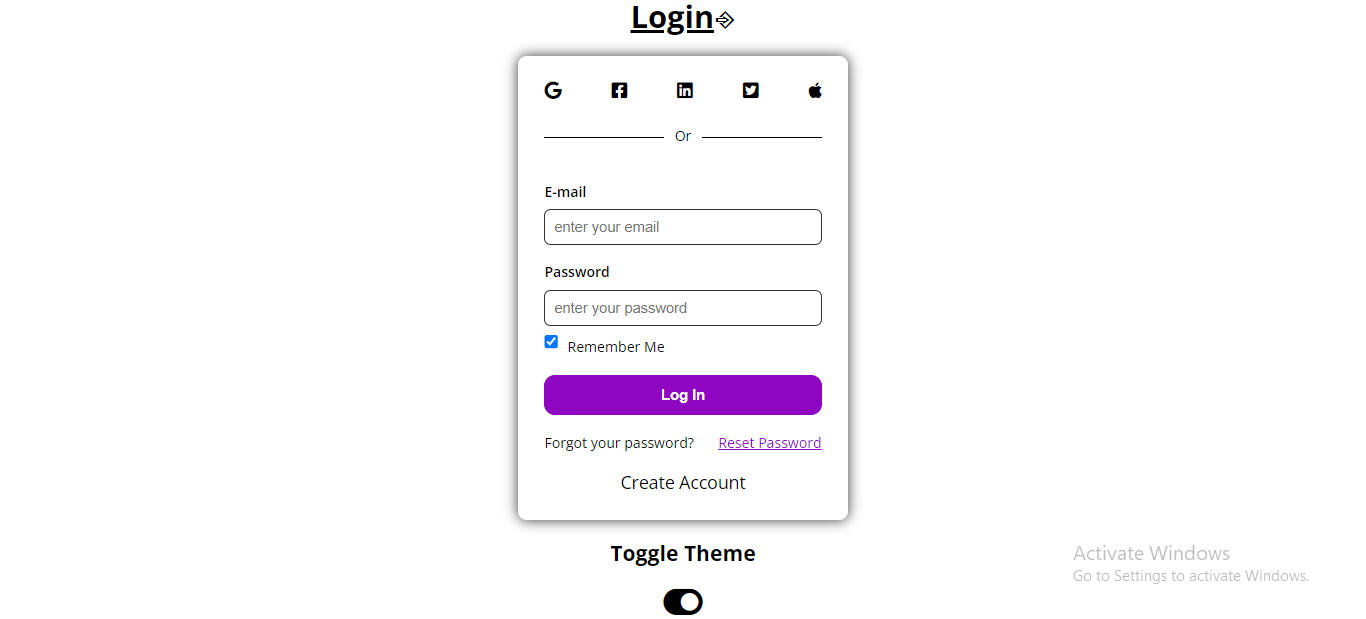 Login
Or
E-mail
enter your email
Password
enter your password
Remember Me
Log In
Forgot your password? Reset Password
Create Account
Toggle Theme
Activate Windows
Go to Settings to activate Windows.